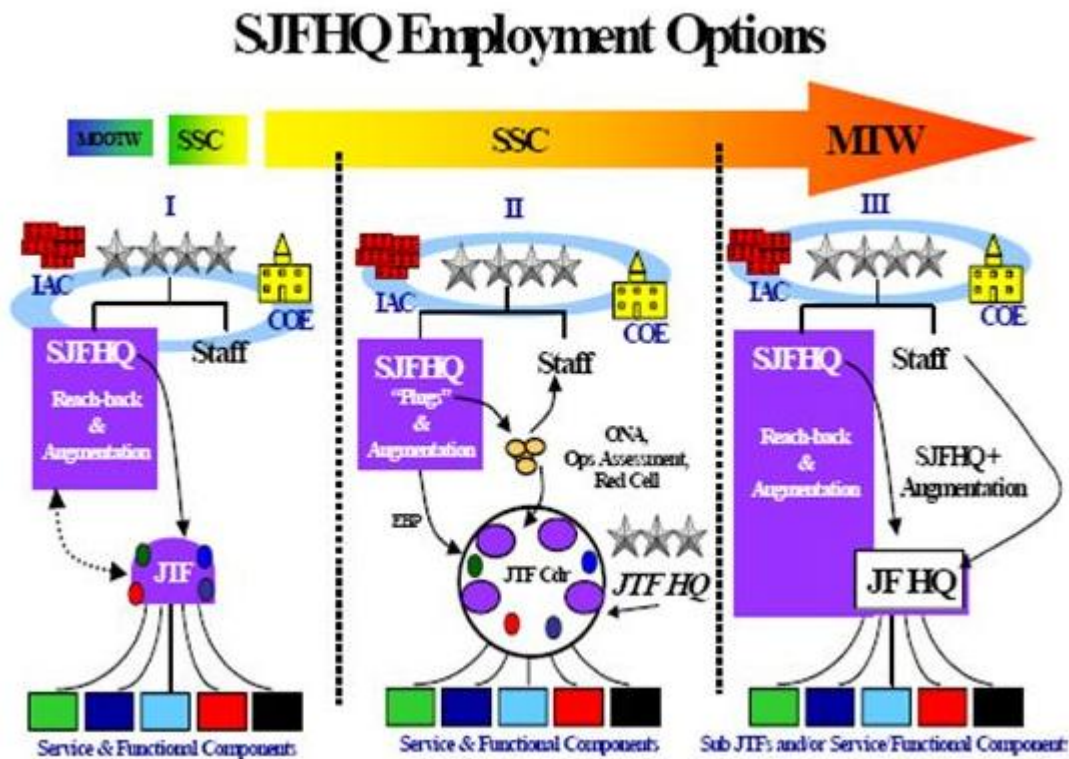 SJFHQ Employment Options
MOOTW
SSC
SSC
MTW
I
IAC
COE
SJFHQ
Staff
Reach-back
&
Augmentation
JTF
Service & Functional Components
II
IAC
COE
SJFHQ
"Plugs"
&
Augmentation
Staff
ONA,
Ops Assessment,
Red Cell
EBP
JTF Cdr
JTF HQ
Service & Functional Components
III
IAC
COE
SJFHQ
Staff
Reach-back
&
Augmentation
SJFHQ +
Augmentation
JF HQ
Sub JTFs and/or Service/Functional Components